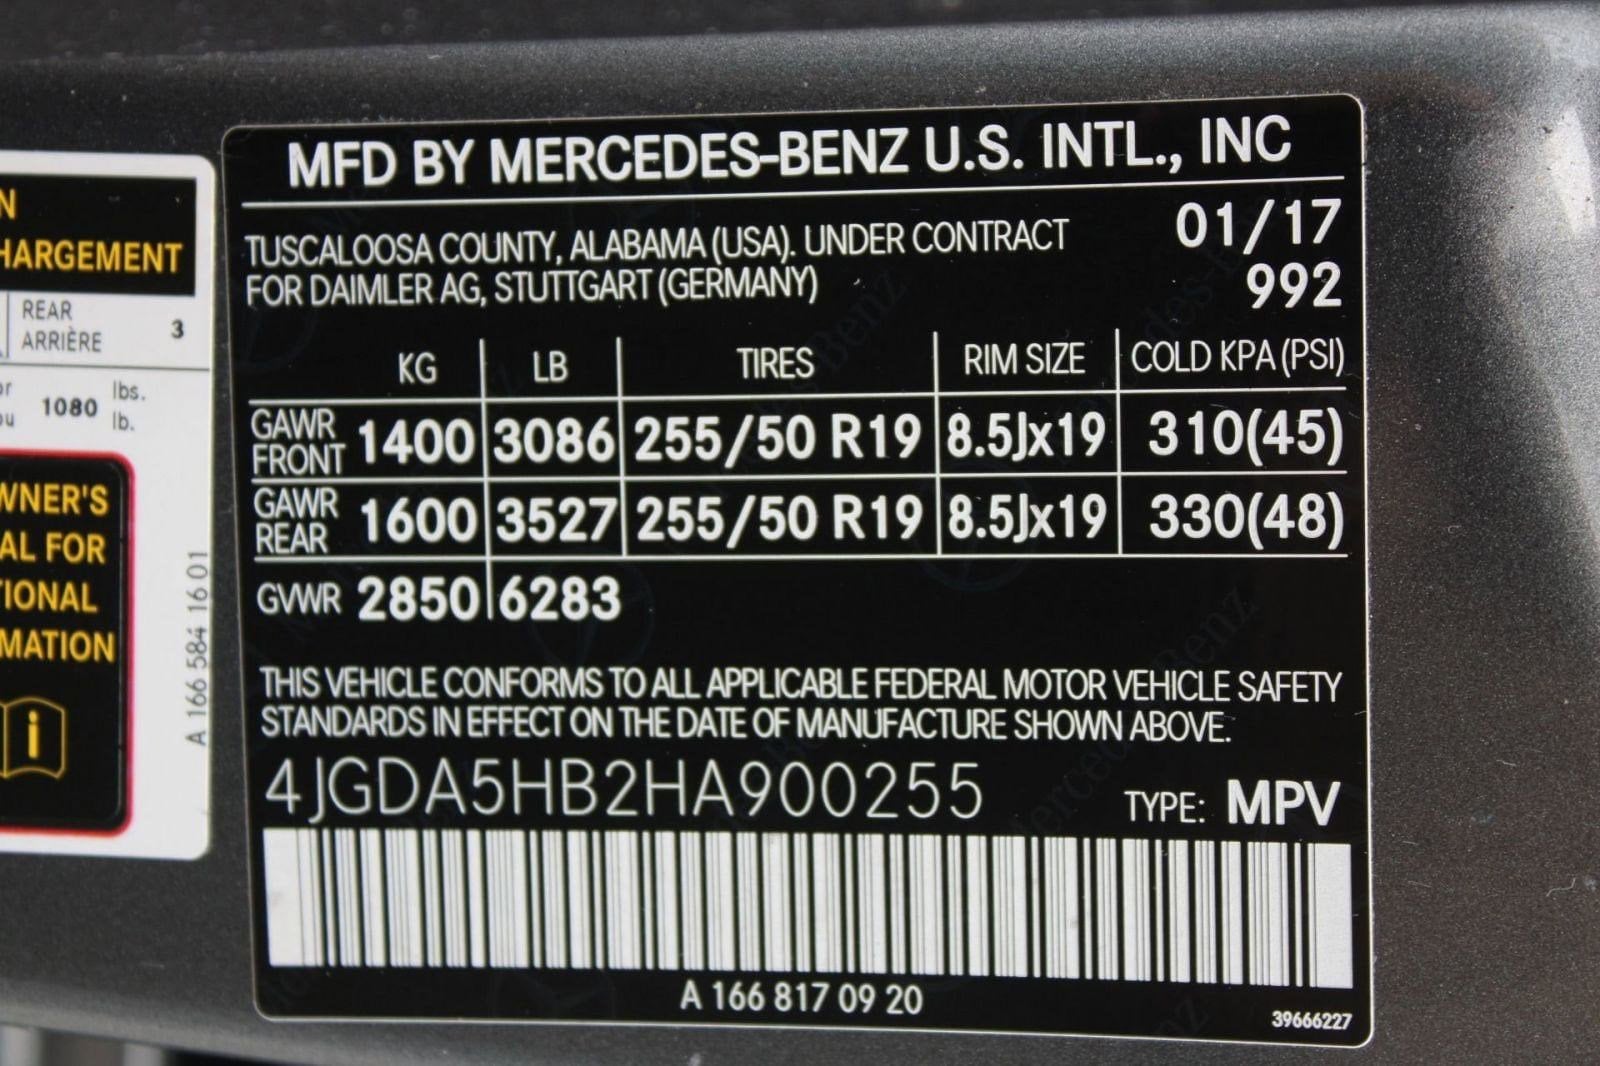 N
HARGEMENT
REAR
ARRIÈRE 3
1080 lbs.
lb.
WNER'S
AL FOR
TIONAL
MATION
i
A 166 584 16 01
MFD BY MERCEDES-BENZ U.S. INTL., INC
TUSCALOOSA COUNTY, ALABAMA (USA). UNDER CONTRACT 01/17
FOR DAIMLER AG, STUTTGART (GERMANY) 992
KG LB TIRES RIM SIZE COLD KPA (PSI)
GAWR FRONT 1400 3086 255/50 R19 8.5Jx19 310(45)
GAWR REAR 1600 3527 255/50 R19 8.5Jx19 330(48)
GVWR 2850 6283
THIS VEHICLE CONFORMS TO ALL APPLICABLE FEDERAL MOTOR VEHICLE SAFETY
STANDARDS IN EFFECT ON THE DATE OF MANUFACTURE SHOWN ABOVE.
4JGDA5HB2HA900255 TYPE: MPV
A 166 817 09 20
39666227